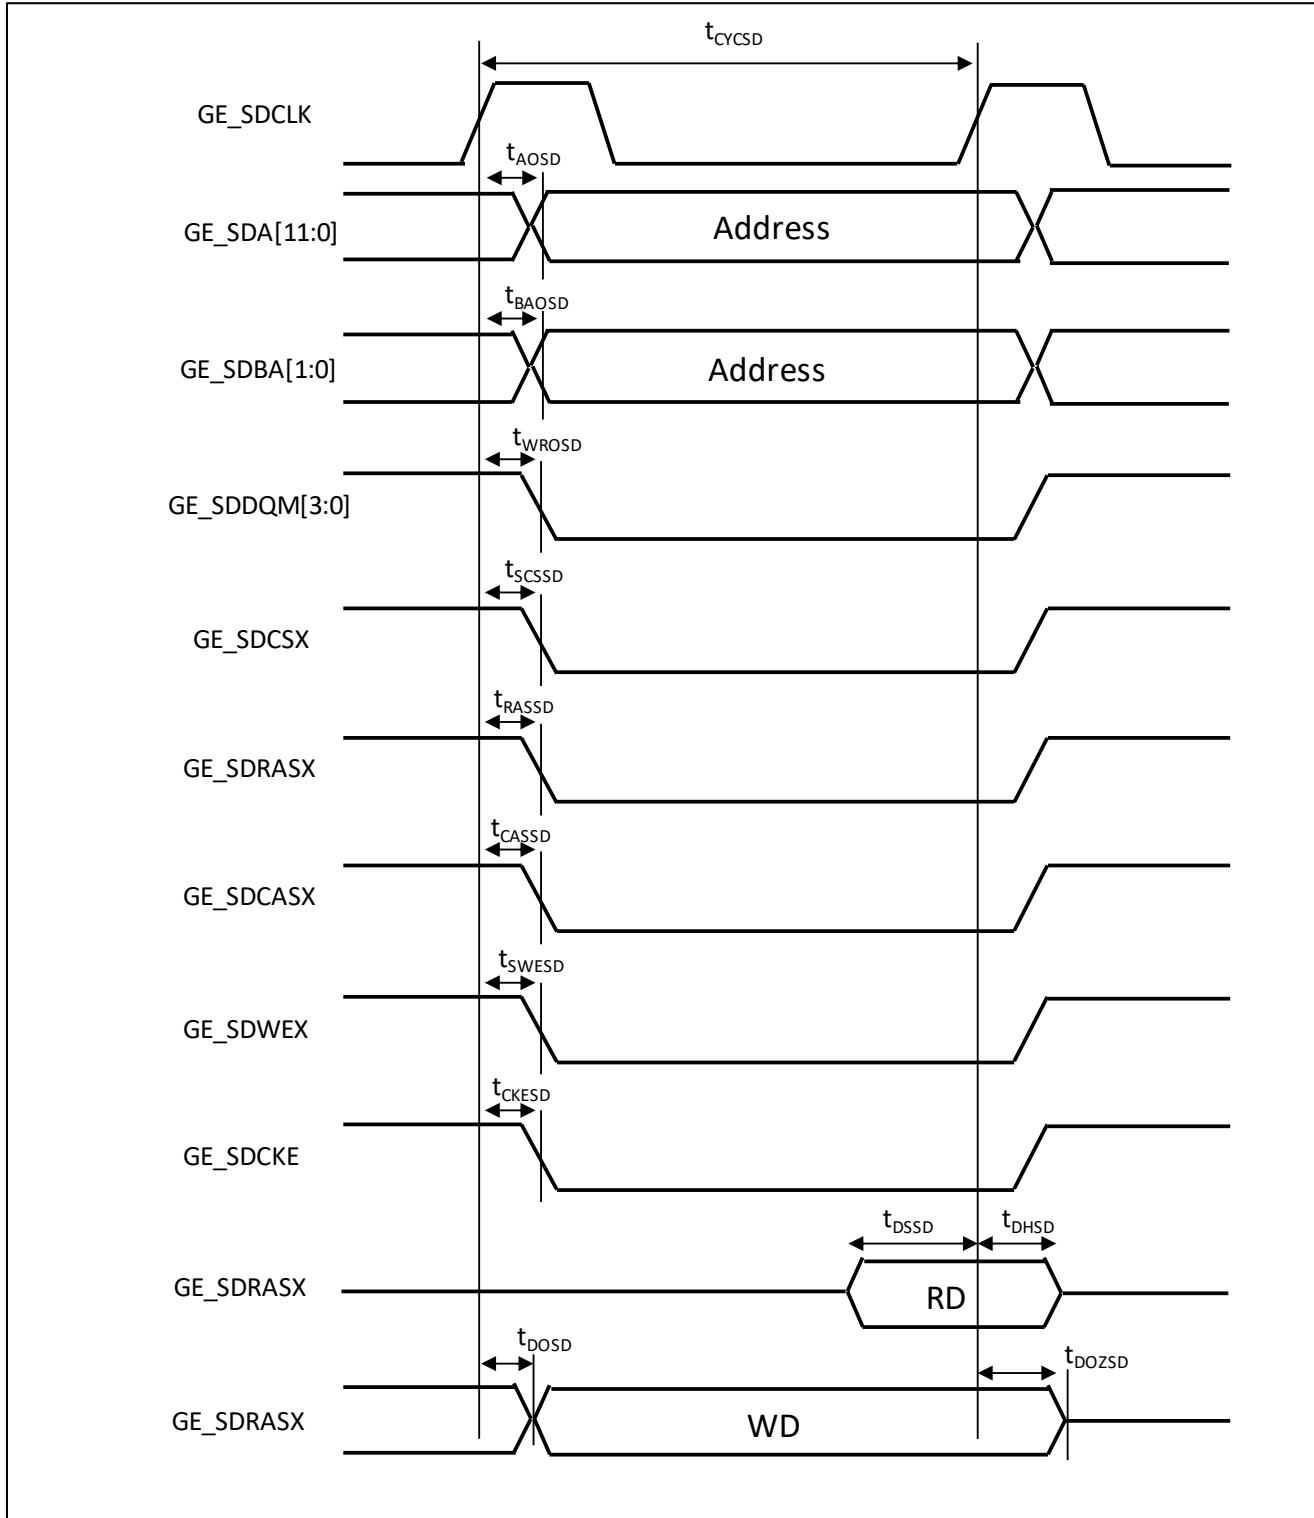 tCYCSD
GE_SDCLK
tAOSD
GE_SDA[11:0]
Address
tBAOSD
GE_SDBA[1:0]
Address
tWROSD
GE_SDDQM[3:0]
tSCSSD
GE_SDCSX
tRASSD
GE_SDRASX
tCASSD
GE_SDCASX
tSWESD
GE_SDWEX
tCKESD
GE_SDCKE
tDSSD
tDHSD
GE_SDRASX
RD
tDOSD
tDOZSD
GE_SDRASX
WD